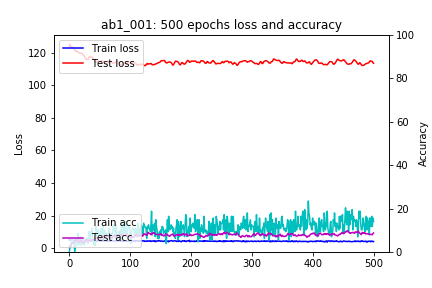 ab1_001: 500 epochs loss and accuracy
Train loss
Test loss
Train acc
Test acc
Loss
Accuracy
0
20
40
60
80
100
120
0
20
40
60
80
100
0
100
200
300
400
500